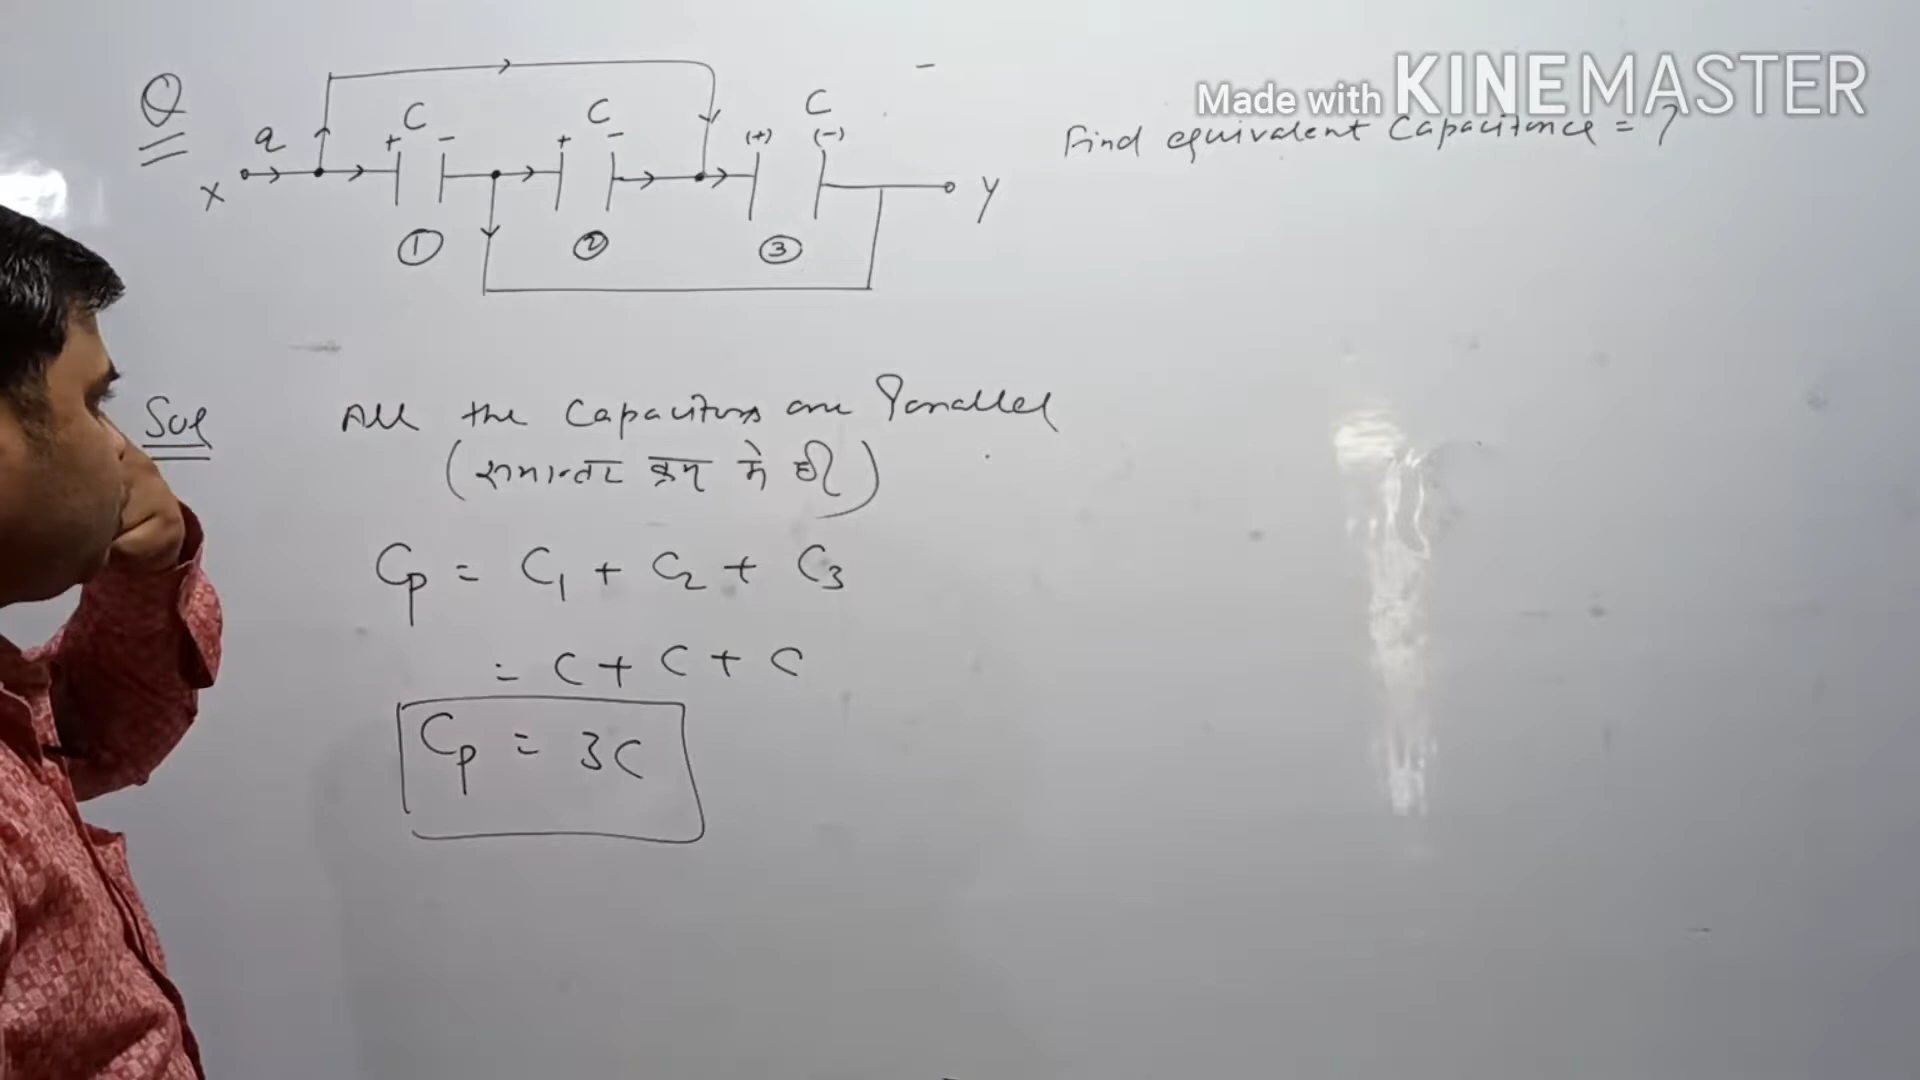 Made with KINEMASTER
Q
Find equivalent Capacitance = ?
q
C
C
C
+ -
+ -
(+) (-)
X
Y
①
②
③
Sol
All the Capacitors are Parallel
(समान्तर क्रम में ही)
Cp = C1 + C2 + C3
= C + C + C
Cp = 3C